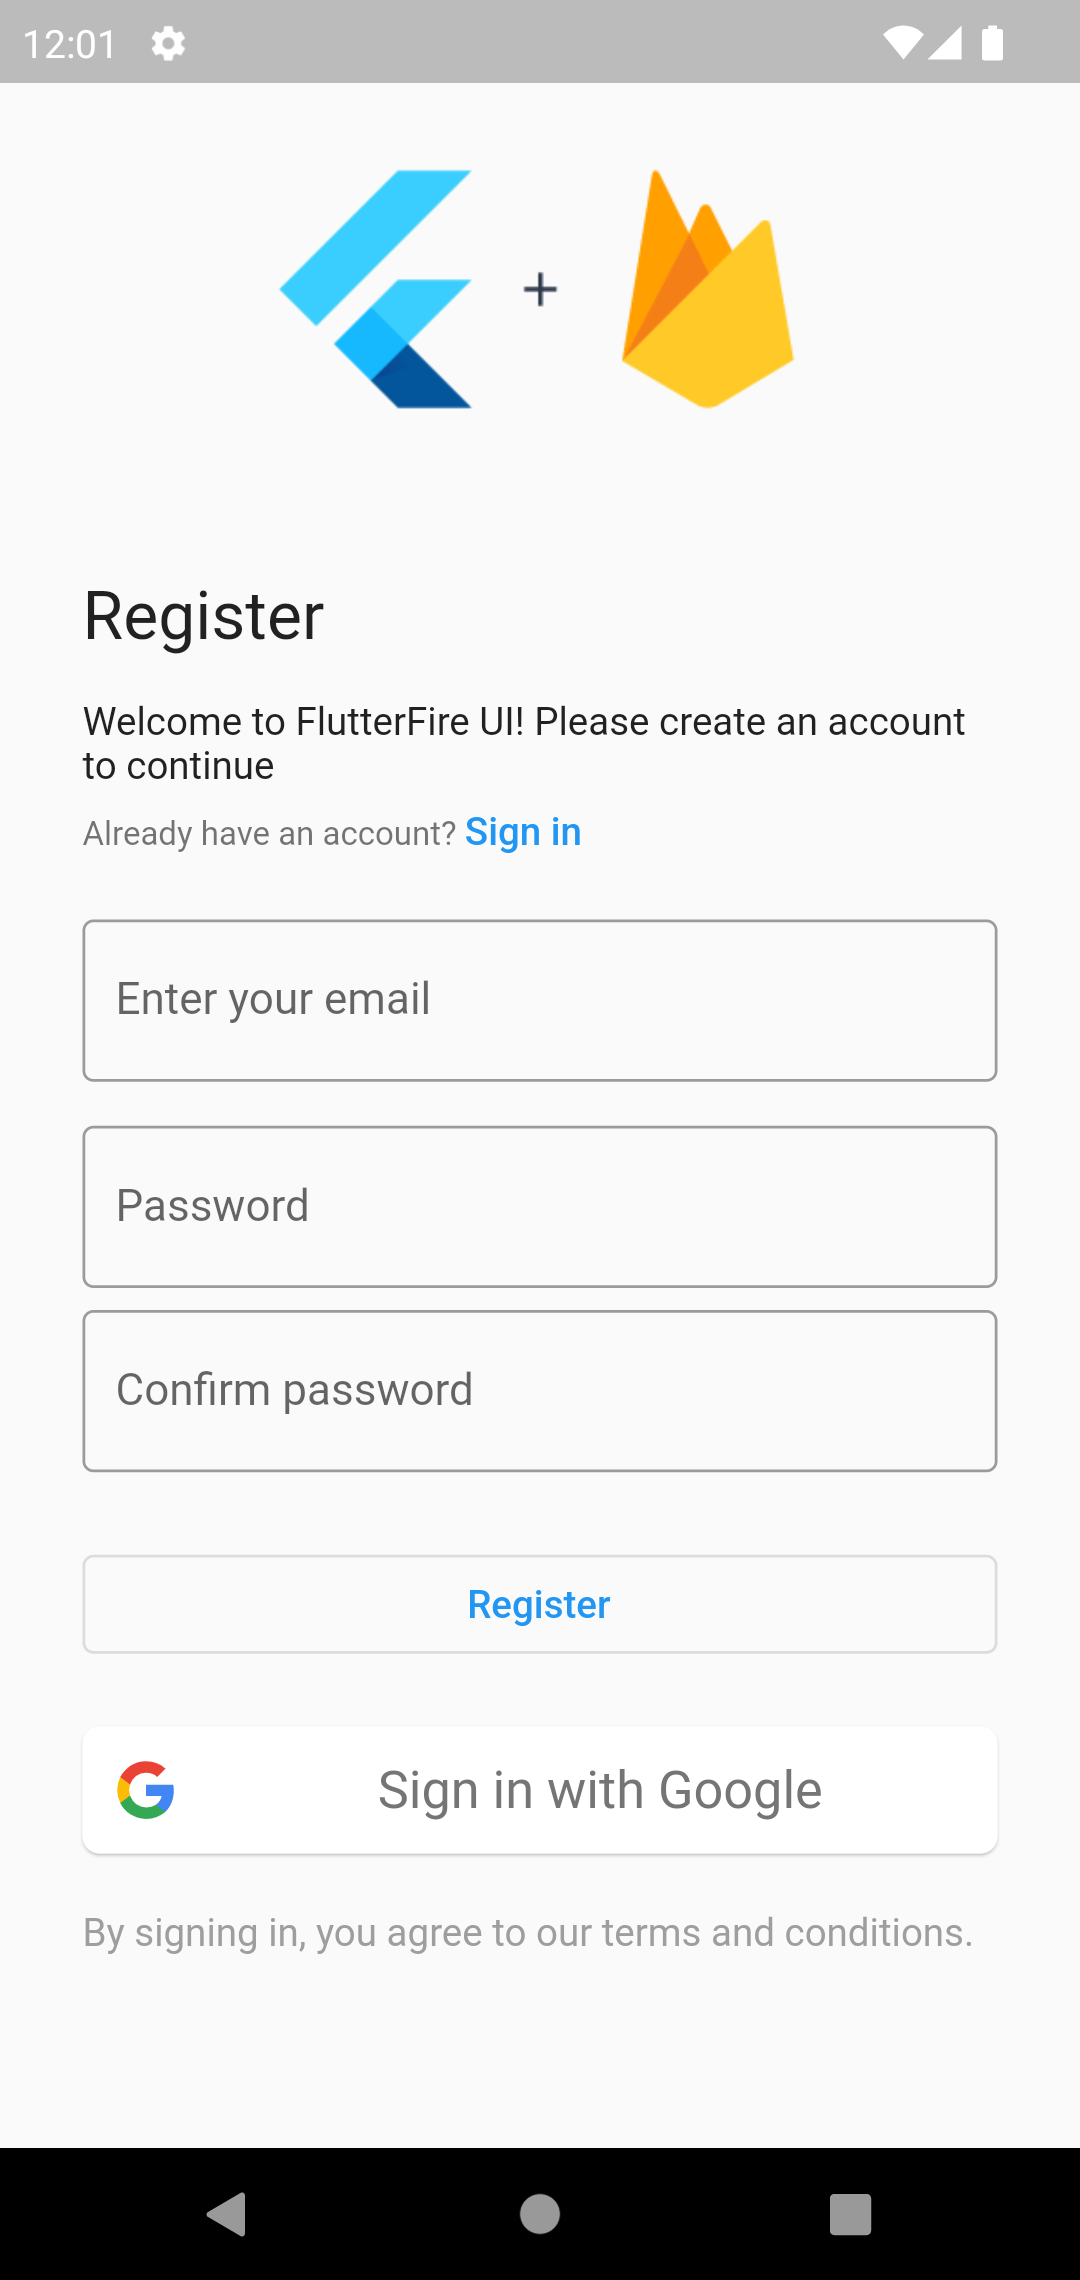 12:01
Register
Welcome to FlutterFire UI! Please create an account
to continue
Already have an account? Sign in
Enter your email
Password
Confirm password
Register
Sign in with Google
By signing in, you agree to our terms and conditions.